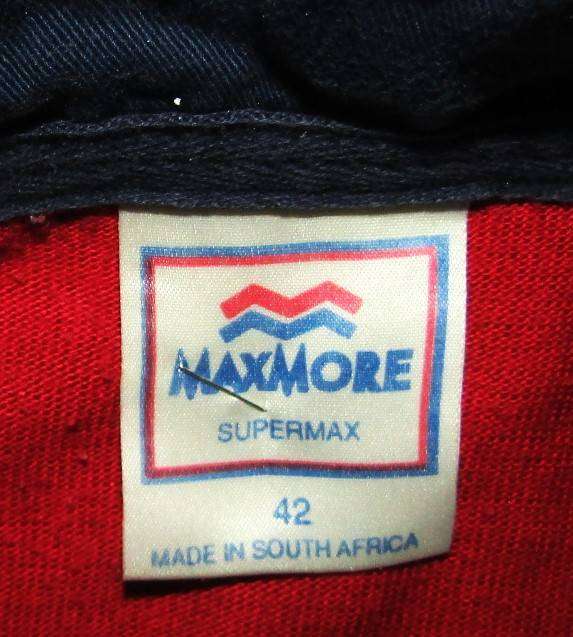 MAXMORE
SUPERMAX
42
MADE IN SOUTH AFRICA